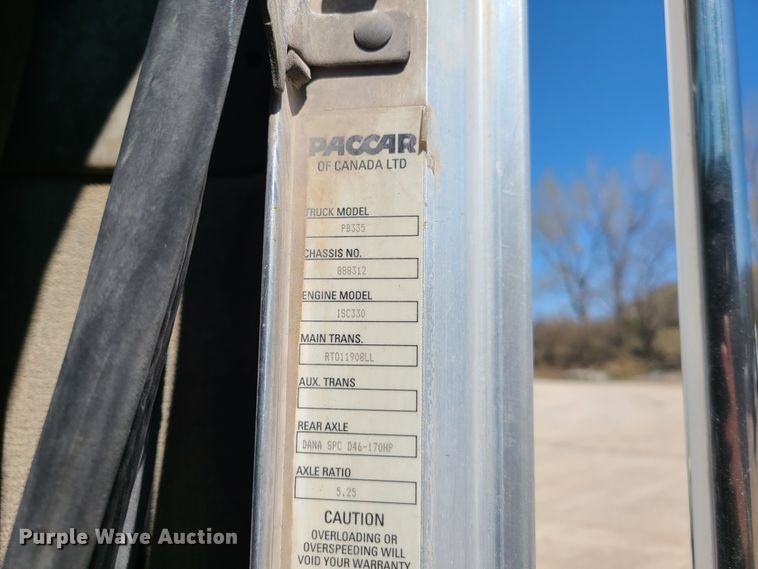 PACCAR
OF CANADA LTD
TRUCK MODEL
PB335
CHASSIS NO.
888312
ENGINE MODEL
ISC330
MAIN TRANS.
RTO11908LL
AUX. TRANS
REAR AXLE
DANA SPC D46-170HP
AXLE RATIO
5.25
CAUTION
OVERLOADING OR
OVERSPEEDING WILL
VOID YOUR WARRANTY
Purple Wave Auction